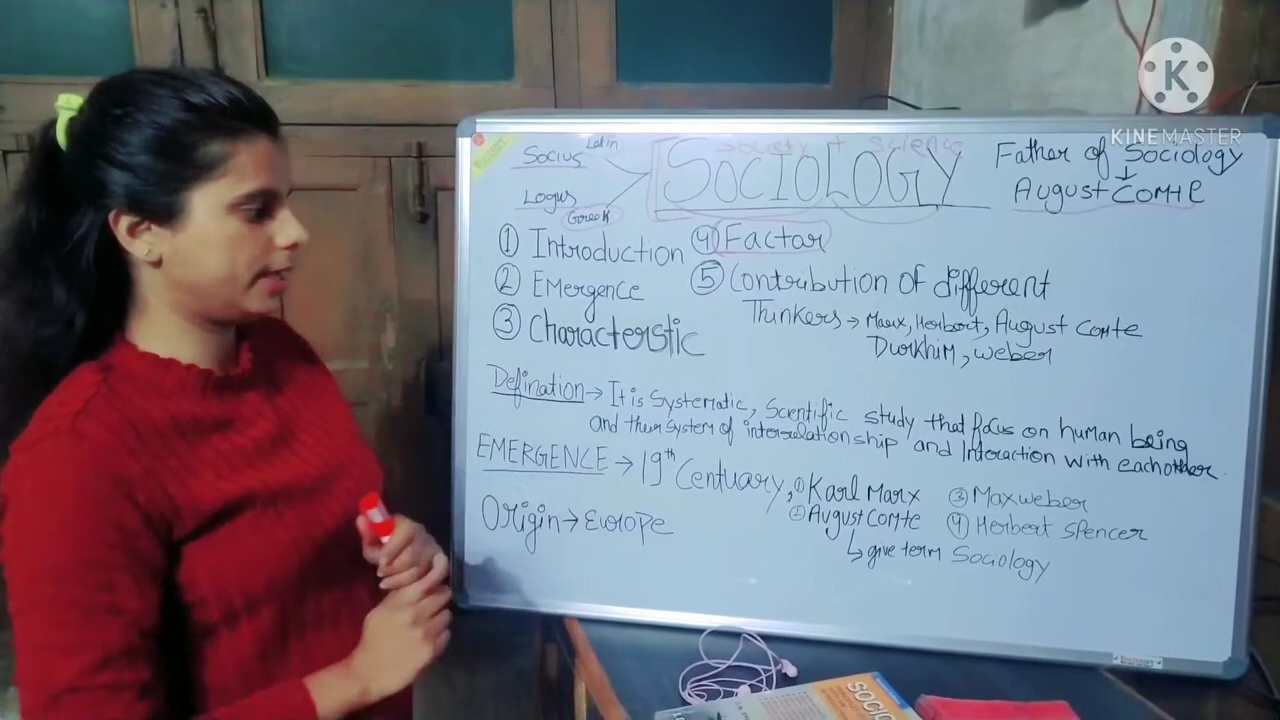 K
KINEMASTER
Society + Science
Socius Latin
SOCIOLOGY
Father of Sociology
August Comte
Logus
Greek
① Introduction
② Emergence
③ Characterstic
④ Factor
⑤ Contribution of different
Thinkers → Marx, Herbert, August Comte
Durkhim, weber
Defination → It is Systematic, Scientific study that focus on human being
and their System of interrelationship and Interaction with eachother.
EMERGENCE → 19th Centuary, ① Karl Marx ③ Max weber
② August Comte ④ Herbert Spencer
↳ give term Sociology
Origin → Europe
SOCIO